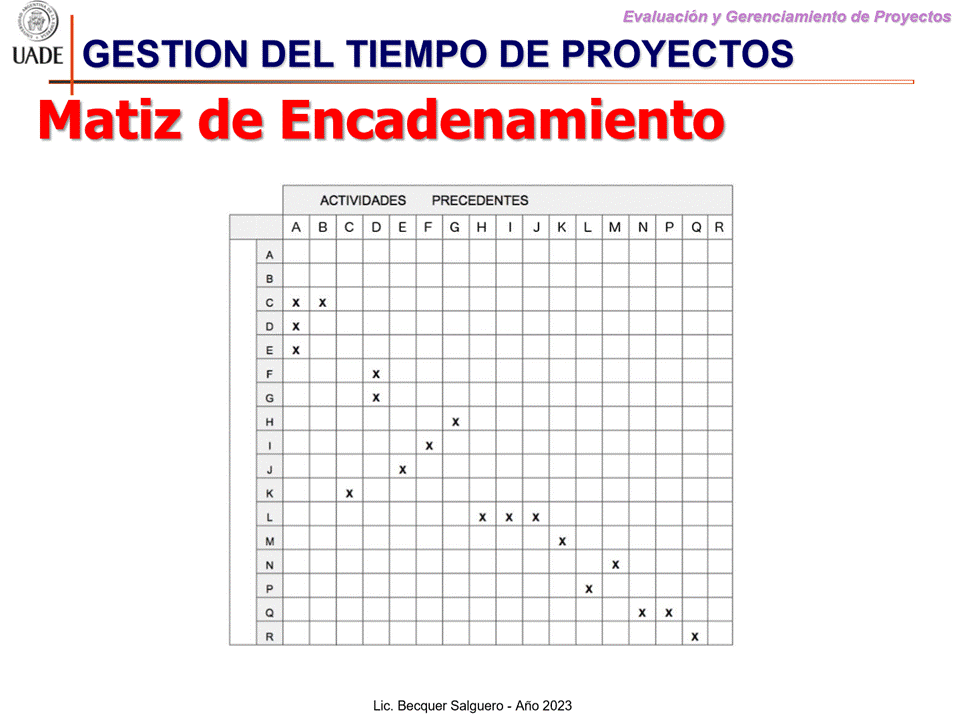 Evaluación y Gerenciamiento de Proyectos
UADE
GESTION DEL TIEMPO DE PROYECTOS
Matiz de Encadenamiento
ACTIVIDADES PRECEDENTES
A B C D E F G H I J K L M N P Q R
A
B
C x x
D x
E x
F x
G x
H x
I x
J x
K x
L x x x
M x
N x
P x
Q x x
R x
Lic. Becquer Salguero - Año 2023